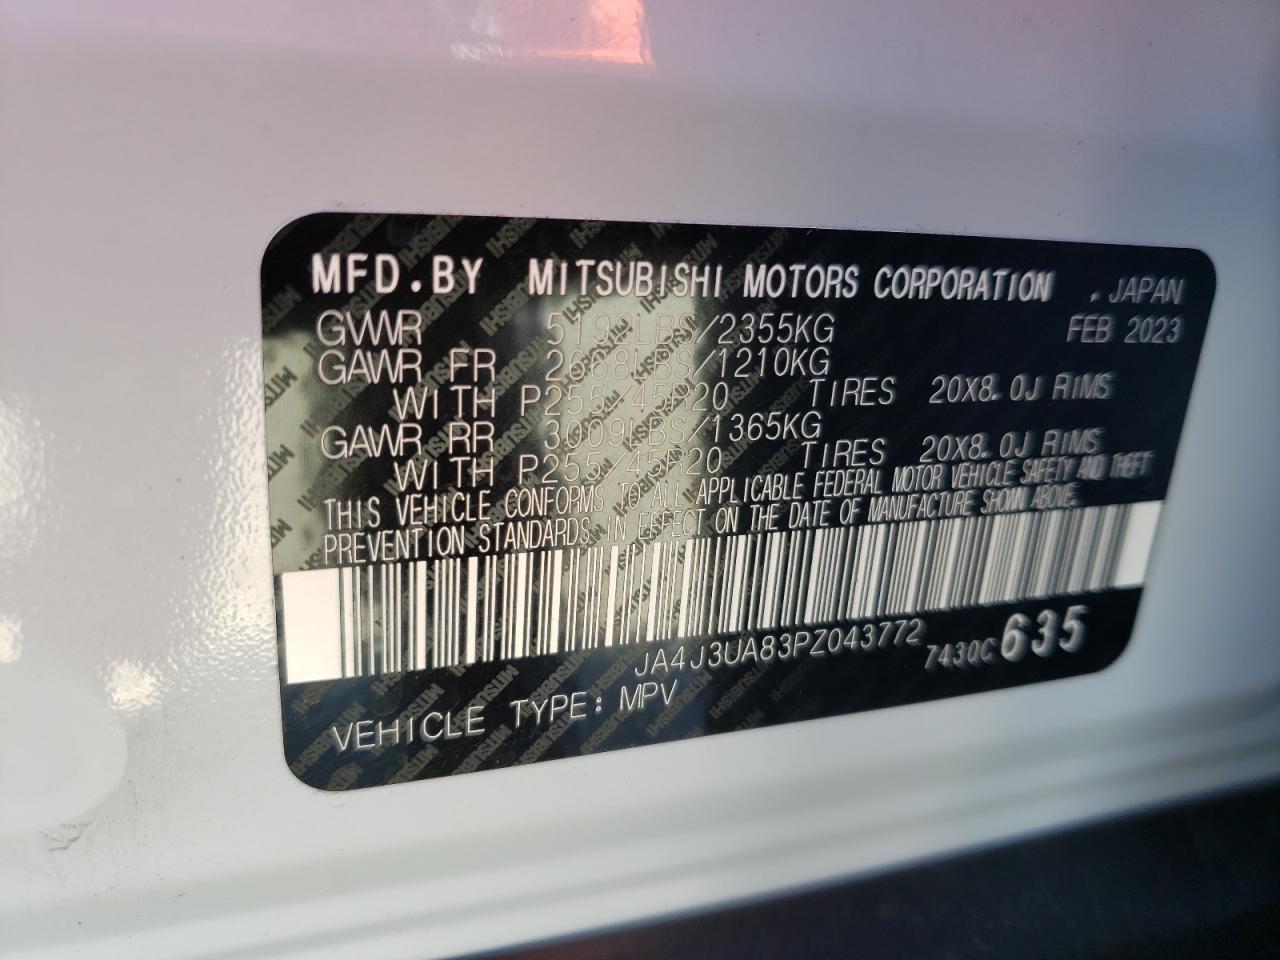 MFD.BY MITSUBISHI MOTORS CORPORATION . JAPAN
GVWR 5192LBS/2355KG FEB 2023
GAWR FR 2668LBS/1210KG
WITH P255/45R20 TIRES 20X8.0J RIMS
GAWR RR 3009LBS/1365KG
WITH P255/45R20 TIRES 20X8.0J RIMS
THIS VEHICLE CONFORMS TO ALL APPLICABLE FEDERAL MOTOR VEHICLE SAFETY AND THEFT
PREVENTION STANDARDS IN EFFECT ON THE DATE OF MANUFACTURE SHOWN ABOVE.
JA4J3UA83PZ043772 7430C 635
VEHICLE TYPE: MPV